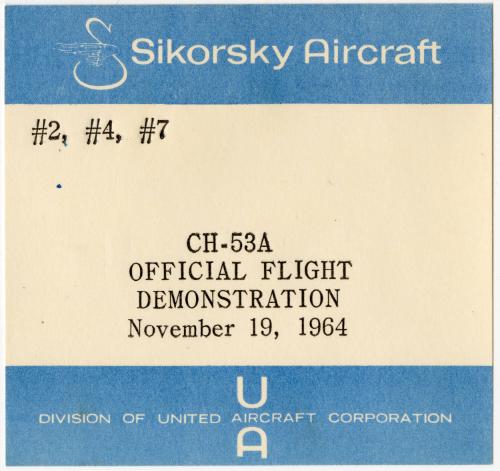 Sikorsky Aircraft
#2, #4, #7
CH-53A
OFFICIAL FLIGHT
DEMONSTRATION
November 19, 1964
U
DIVISION OF UNITED AIRCRAFT CORPORATION
A